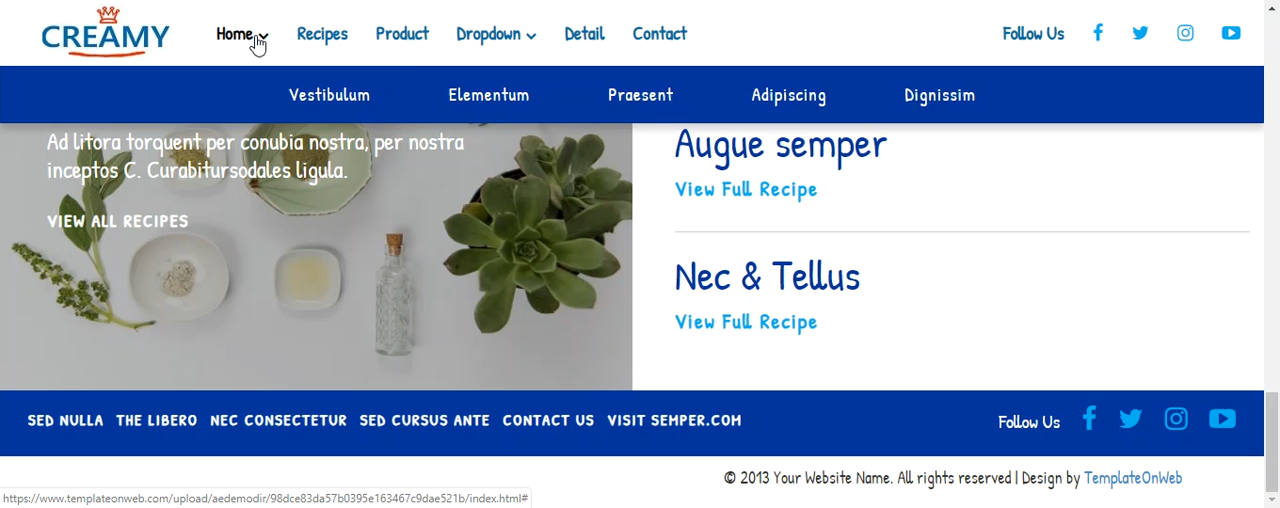 CREAMY Home Recipes Product Dropdown Detail Contact Follow Us
Vestibulum Elementum Praesent Adipiscing Dignissim
Ad litora torquent per conubia nostra, per nostra
inceptos C. Curabitursodales ligula.
VIEW ALL RECIPES
Augue semper
View Full Recipe
Nec & Tellus
View Full Recipe
SED NULLA THE LIBERO NEC CONSECTETUR SED CURSUS ANTE CONTACT US VISIT SEMPER.COM Follow Us
© 2013 Your Website Name. All rights reserved | Design by TemplateOnWeb
https://www.templateonweb.com/upload/aedemodir/98dce83da57b0395e163467c9dae521b/index.html#